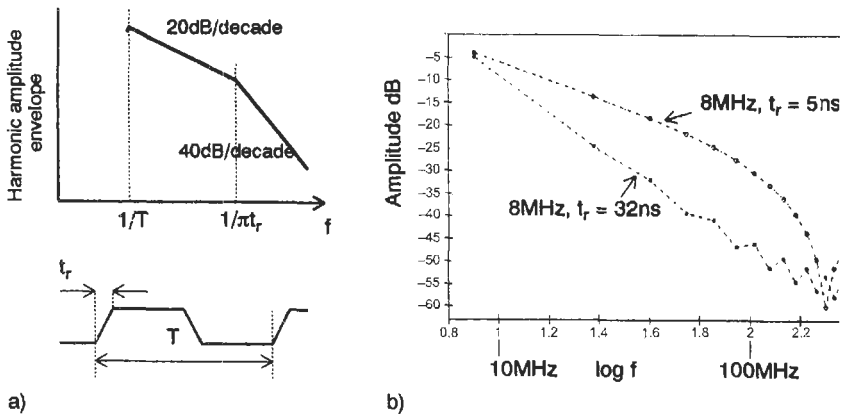 Harmonic amplitude
envelope
20dB/decade
40dB/decade
1/T
1/πtr
f
tr
T
a)
Amplitude dB
-5
-10
-15
-20
-25
-30
-35
-40
-45
-50
-55
-60
8MHz, tr = 5ns
8MHz, tr = 32ns
0.8
1
1.2
1.4
1.6
1.8
2
2.2
10MHz
log f
100MHz
b)